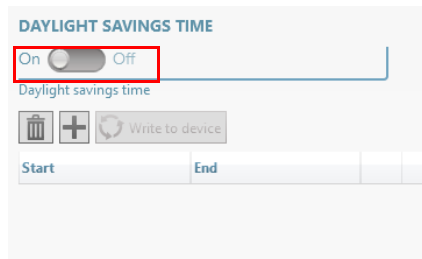 DAYLIGHT SAVINGS TIME
On Off
Daylight savings time
Write to device
Start End